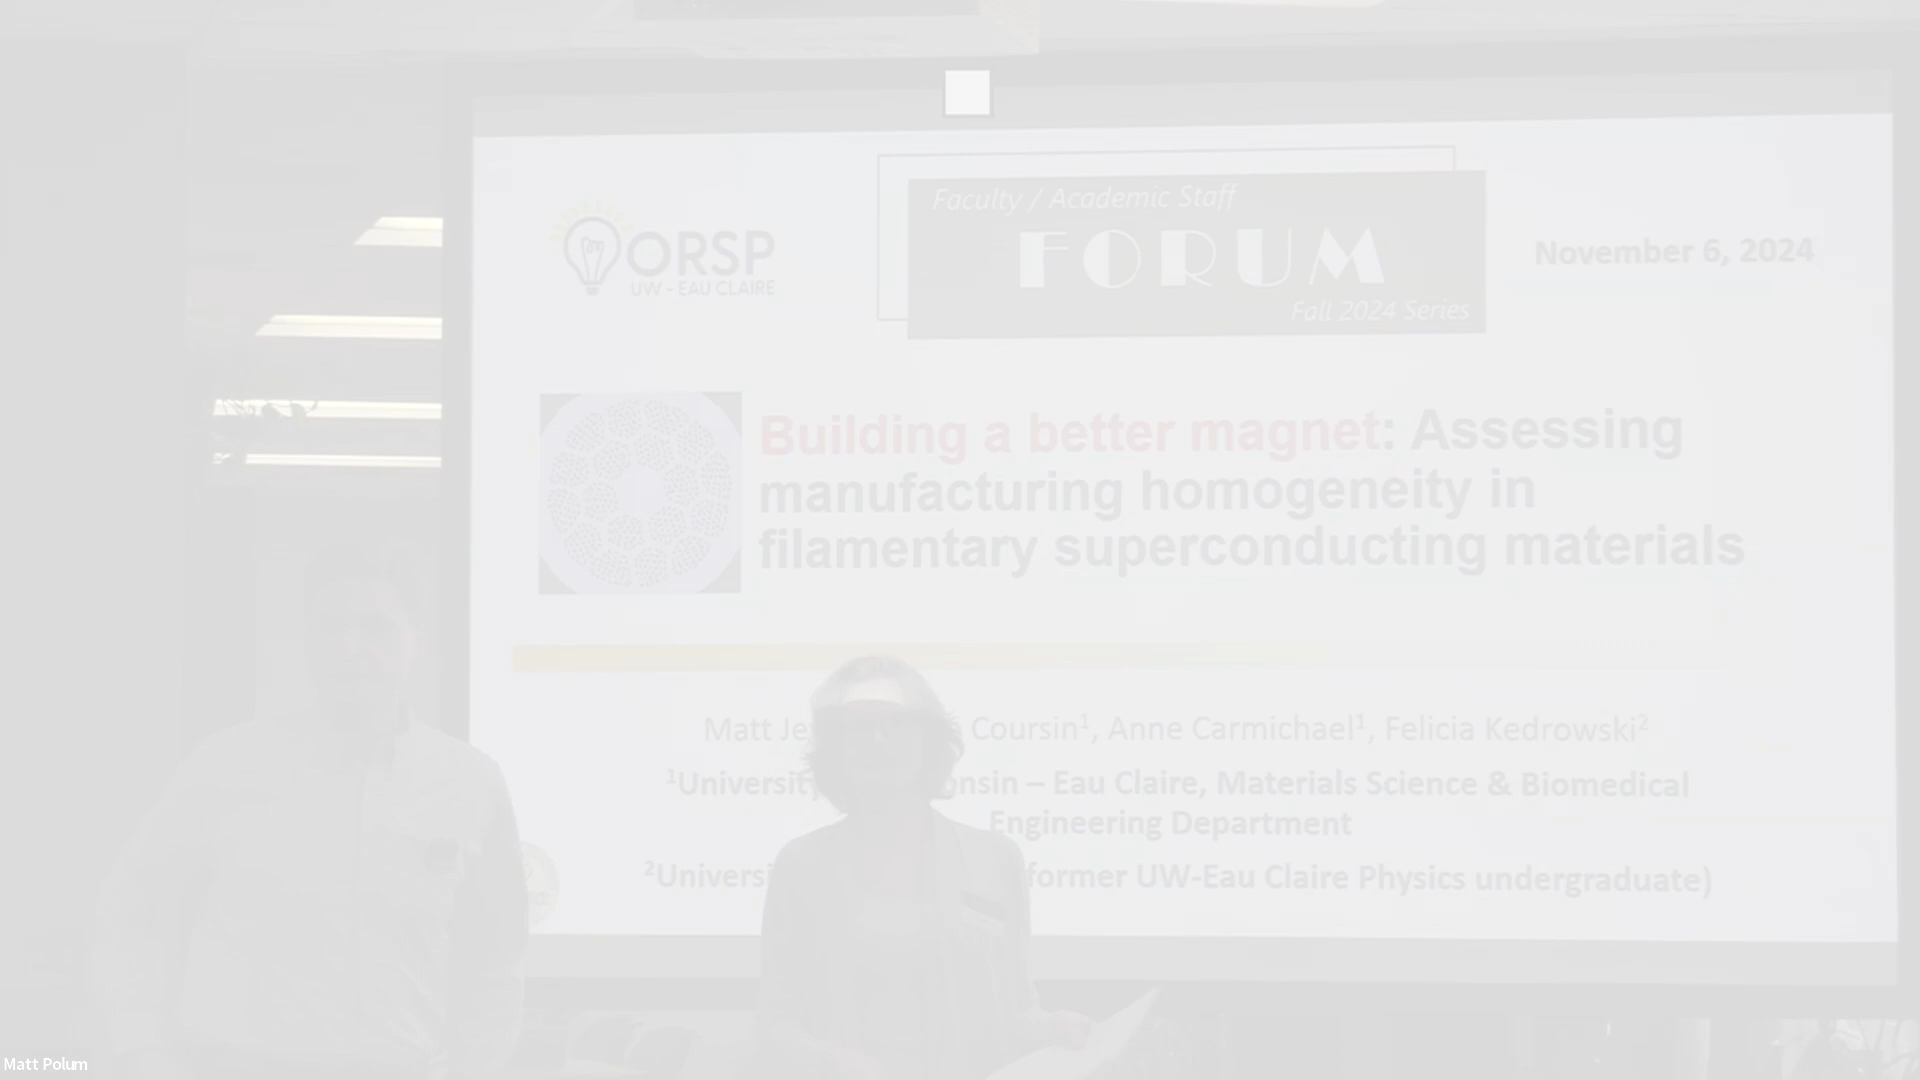 Faculty / Academic Staff
FORUM
Fall 2024 Series
ORSP
UW - EAU CLAIRE
November 6, 2024
Building a better magnet: Assessing
manufacturing homogeneity in
filamentary superconducting materials
Matt Coursin¹, Anne Carmichael¹, Felicia Kedrowski²
– Eau Claire, Materials Science & Biomedical
Engineering Department
former UW-Eau Claire Physics undergraduate)
Matt Polum